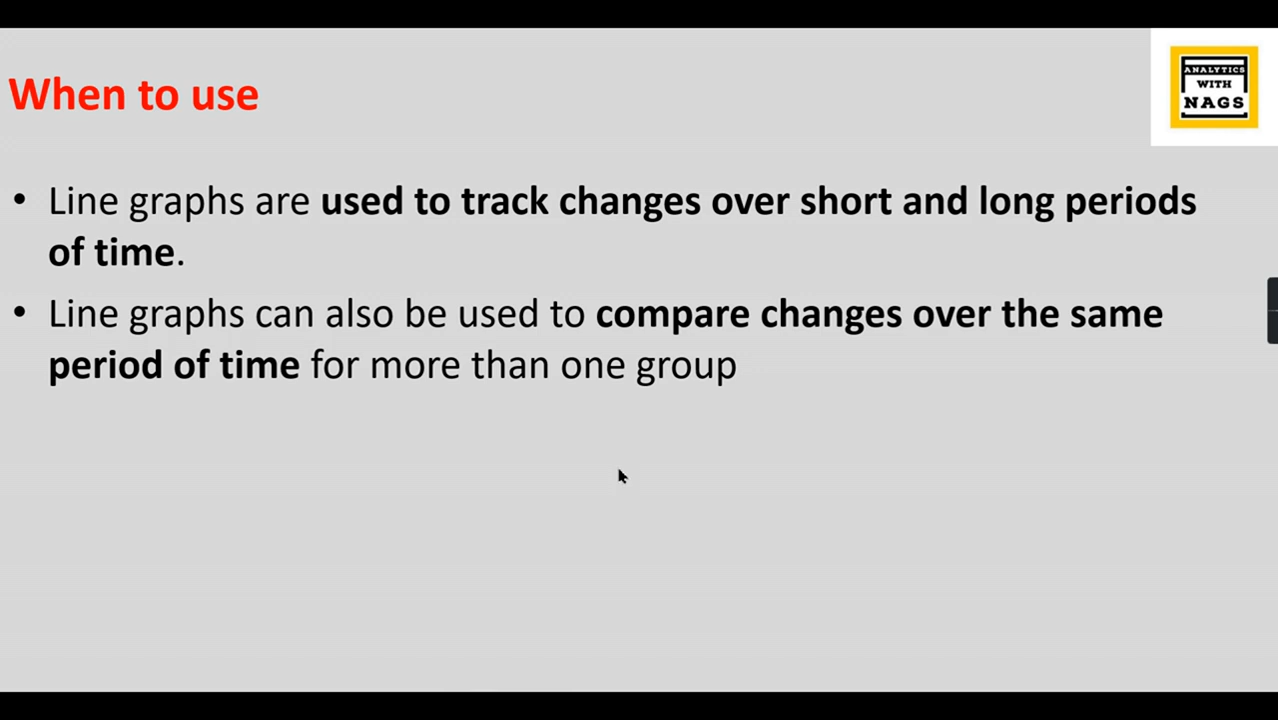 When to use
ANALYTICS
WITH
NAGS
• Line graphs are used to track changes over short and long periods
of time.
• Line graphs can also be used to compare changes over the same
period of time for more than one group